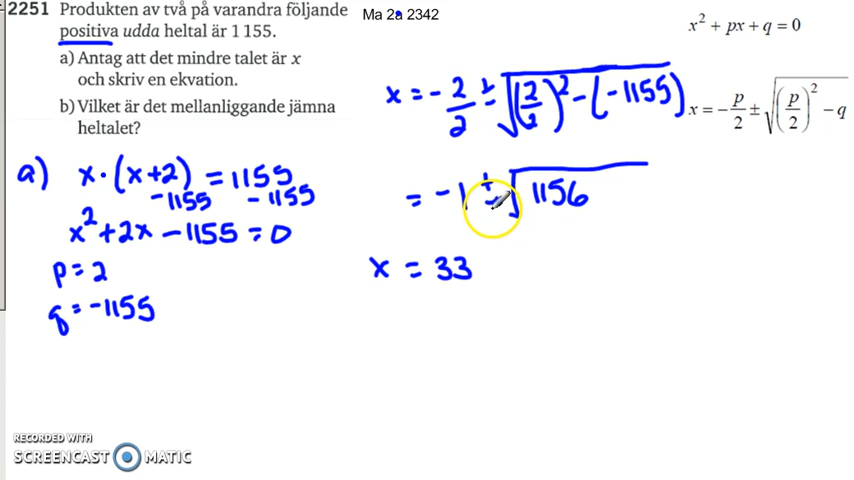 2251 Produkten av två på varandra följande
positiva udda heltal är 1 155.
a) Antag att det mindre talet är x
och skriv en ekvation.
b) Vilket är det mellanliggande jämna
heltalet?
Ma 2a 2342
x² + px + q = 0
x = -p/2 ± √((p/2)² - q)
x = -2/2 ± √((2/2)² - (-1155))
= -1 ± √1156
x = 33
a) x · (x+2) = 1155
-1155 -1155
x² + 2x - 1155 = 0
p = 2
q = -1155
RECORDED WITH
SCREENCAST MATIC